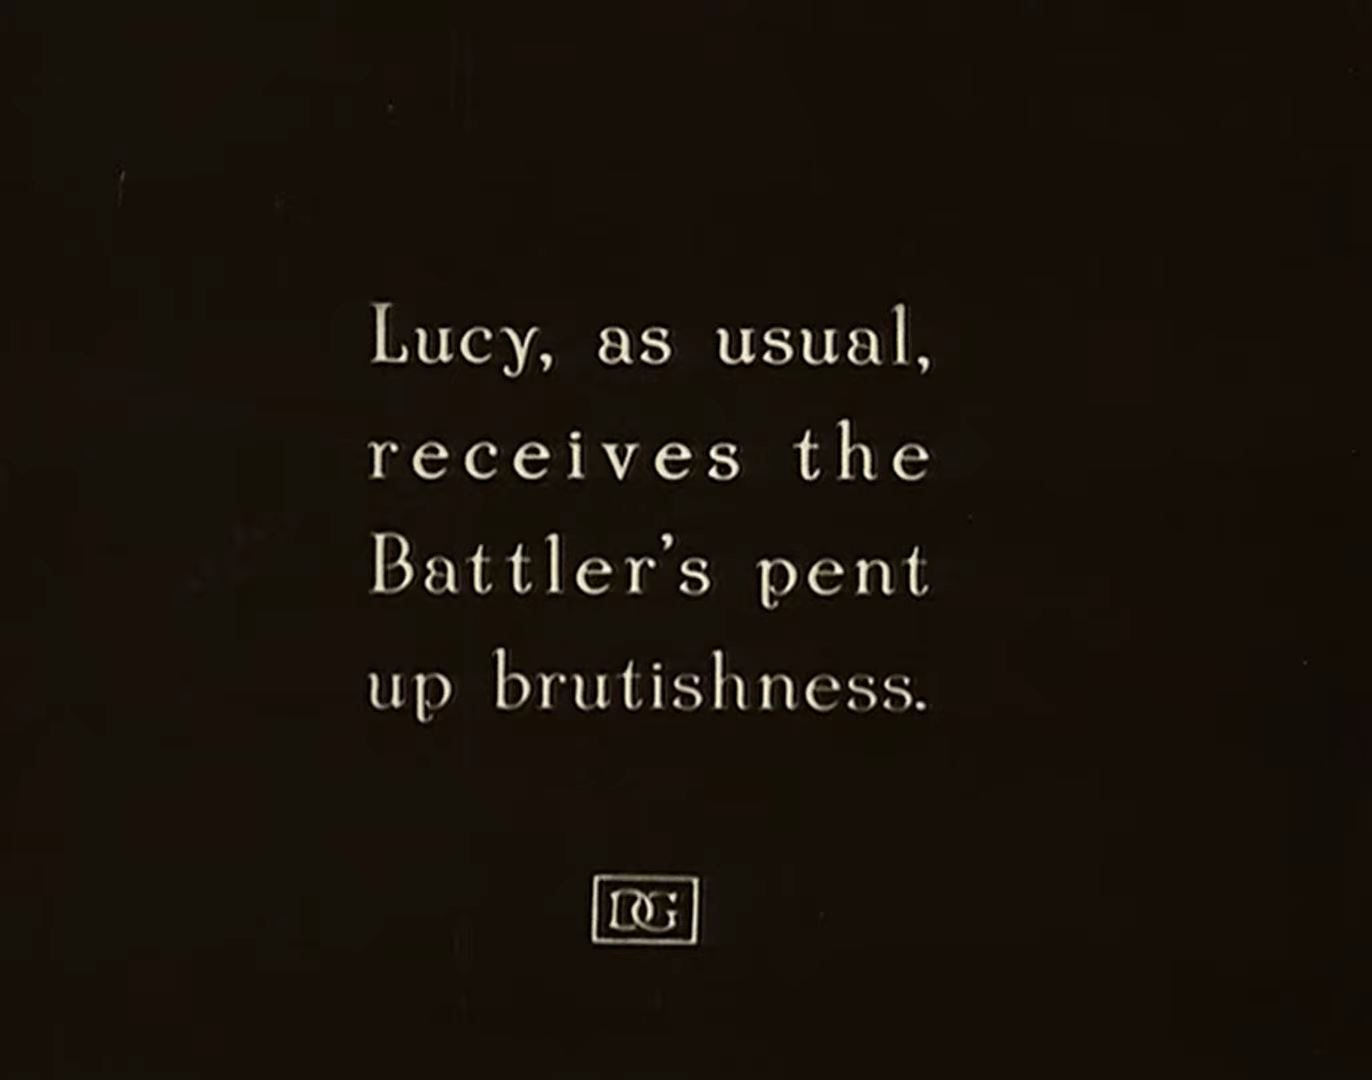 Lucy, as usual,
receives the
Battler's pent
up brutishness.
DG